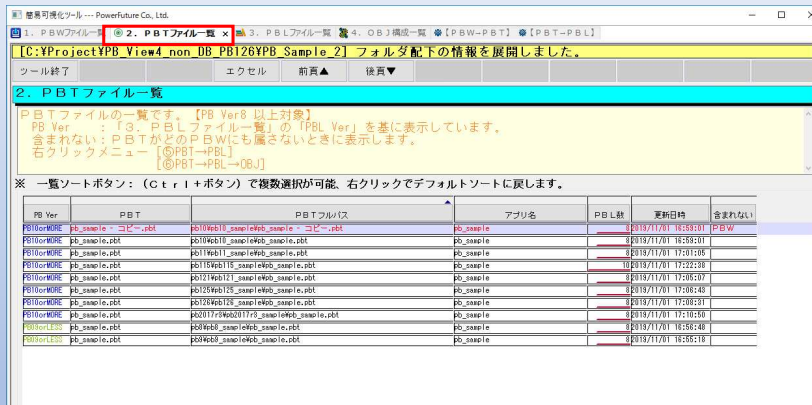 簡易可視化ツール --- PowerFuture Co., Ltd.
1. PBWファイル一覧 2. PBTファイル一覧 x 3. PBLファイル一覧 4. OBJ構成一覧 【PBW-PBT】 【PBT-PBL】
[C:¥Project¥PB_View4_non_DB_PB126¥PB_Sample_2] フォルダ配下の情報を展開しました。
ツール終了 エクセル 前頁▲ 後頁▼
2. PBTファイル一覧
PBTファイルの一覧です。【PB Ver8 以上対象】
PB Ver : 「3. PBLファイル一覧」の「PBL Ver」を基に表示しています。
含まれない : PBTがどのPBWにも属さないときに表示します。
右クリックメニュー [⑤PBT→PBL]
[⑥PBT→PBL→OBJ]
※ 一覧ソートボタン : (Ctrl+ボタン) で複数選択が可能、右クリックでデフォルトソートに戻します。
PB Ver PBT PBTフルパス アプリ名 PBL数 更新日時 含まれない
PB10orMORE pb_sample - コピー.pbt pb10¥pb10_sample¥pb_sample - コピー.pbt pb_sample 8 2019/11/01 16:59:01 PBW
PB10orMORE pb_sample.pbt pb10¥pb10_sample¥pb_sample.pbt pb_sample 8 2019/11/01 16:59:01
PB10orMORE pb_sample.pbt pb11¥pb11_sample¥pb_sample.pbt pb_sample 8 2019/11/01 17:01:05
PB10orMORE pb_sample.pbt pb115¥pb115_sample¥pb_sample.pbt pb_sample 10 2019/11/01 17:22:38
PB10orMORE pb_sample.pbt pb121¥pb121_sample¥pb_sample.pbt pb_sample 8 2019/11/01 17:05:07
PB10orMORE pb_sample.pbt pb125¥pb125_sample¥pb_sample.pbt pb_sample 8 2019/11/01 17:06:43
PB10orMORE pb_sample.pbt pb126¥pb126_sample¥pb_sample.pbt pb_sample 8 2019/11/01 17:08:31
PB10orMORE pb_sample.pbt pb2017r3¥pb2017r3_sample¥pb_sample.pbt pb_sample 8 2019/11/01 17:10:50
PB09orLESS pb_sample.pbt pb8¥pb8_sample¥pb_sample.pbt pb_sample 8 2019/11/01 16:56:48
PB09orLESS pb_sample.pbt pb9¥pb9_sample¥pb_sample.pbt pb_sample 8 2019/11/01 16:55:18